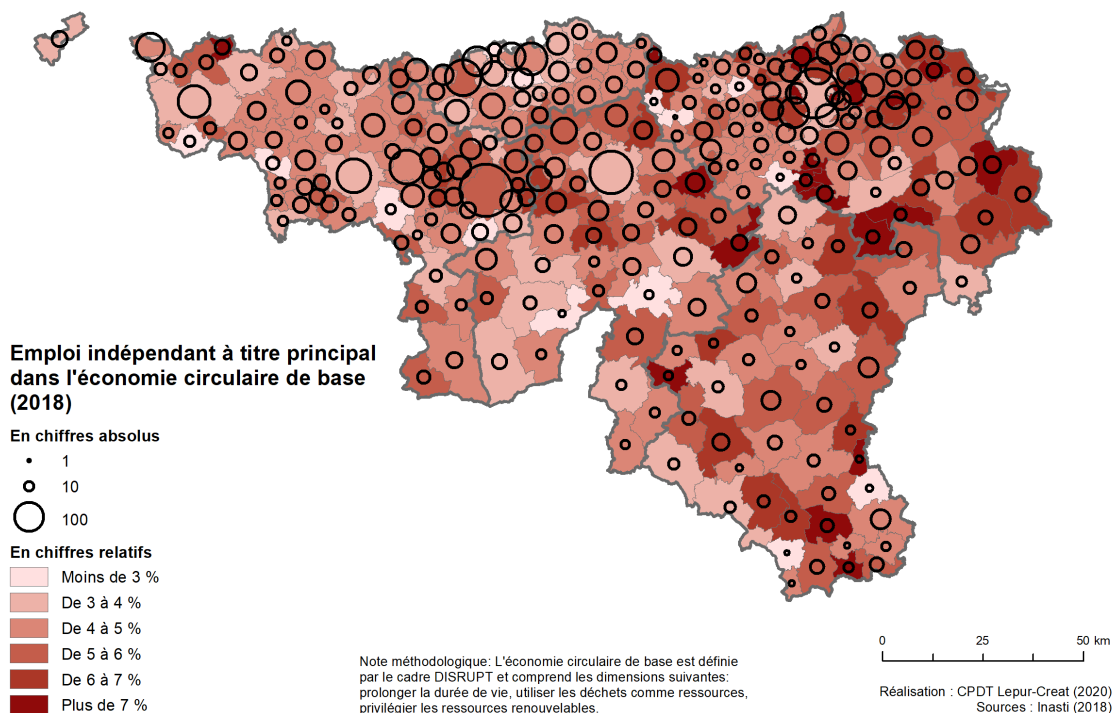 Emploi indépendant à titre principal
dans l'économie circulaire de base
(2018)
En chiffres absolus
1
10
100
En chiffres relatifs
Moins de 3 %
De 3 à 4 %
De 4 à 5 %
De 5 à 6 %
De 6 à 7 %
Plus de 7 %
Note méthodologique: L'économie circulaire de base est définie
par le cadre DISRUPT et comprend les dimensions suivantes:
prolonger la durée de vie, utiliser les déchets comme ressources,
privilégier les ressources renouvelables.
0 25 50 km
Réalisation : CPDT Lepur-Creat (2020)
Sources : Inasti (2018)